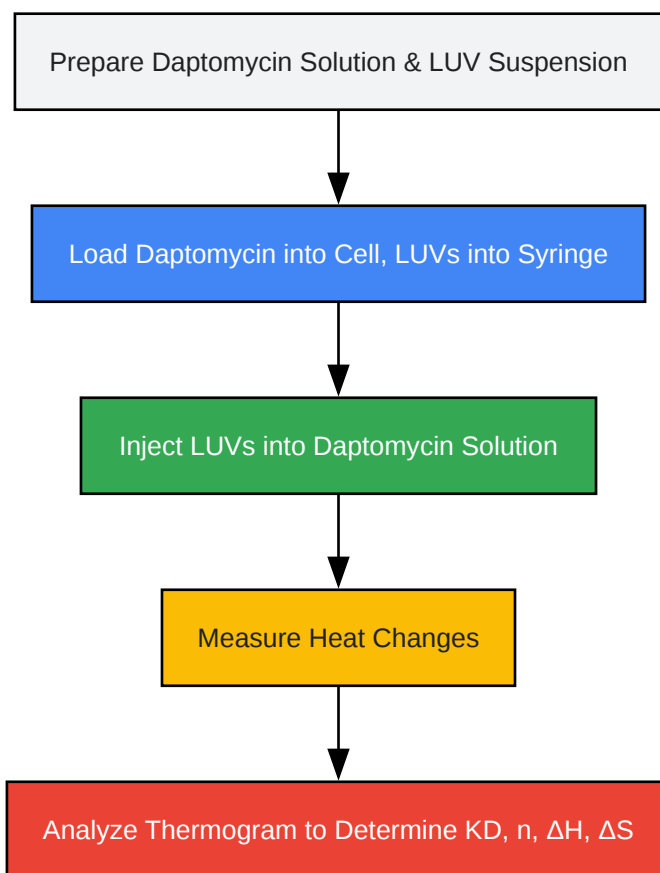 Prepare Daptomycin Solution & LUV Suspension
Load Daptomycin into Cell, LUVs into Syringe
Inject LUVs into Daptomycin Solution
Measure Heat Changes
Analyze Thermogram to Determine KD, n, ΔH, ΔS